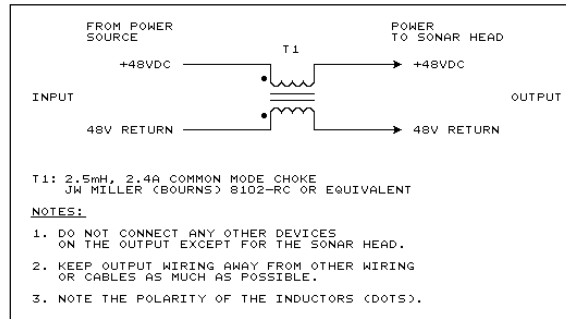 FROM POWER
SOURCE
POWER
TO SONAR HEAD
T1
+48VDC
+48VDC
INPUT
OUTPUT
48V RETURN
48V RETURN
T1: 2.5mH, 2.4A COMMON MODE CHOKE
JW MILLER (BOURNS) 8102-RC OR EQUIVALENT
NOTES:
1. DO NOT CONNECT ANY OTHER DEVICES
ON THE OUTPUT EXCEPT FOR THE SONAR HEAD.
2. KEEP OUTPUT WIRING AWAY FROM OTHER WIRING
OR CABLES AS MUCH AS POSSIBLE.
3. NOTE THE POLARITY OF THE INDUCTORS (DOTS).